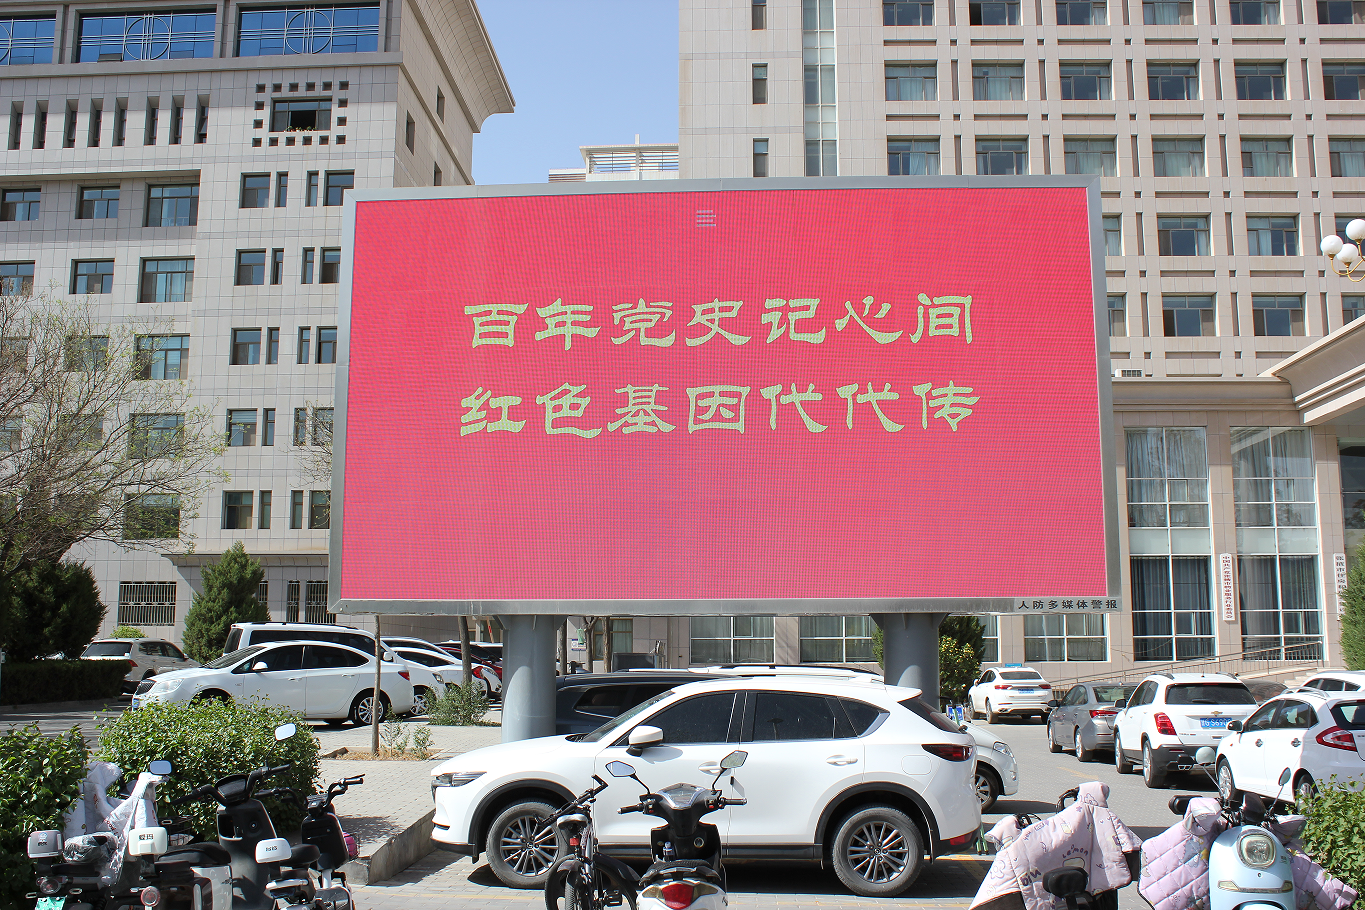 百年党史记心间
红色基因代代传
人防多媒体警报